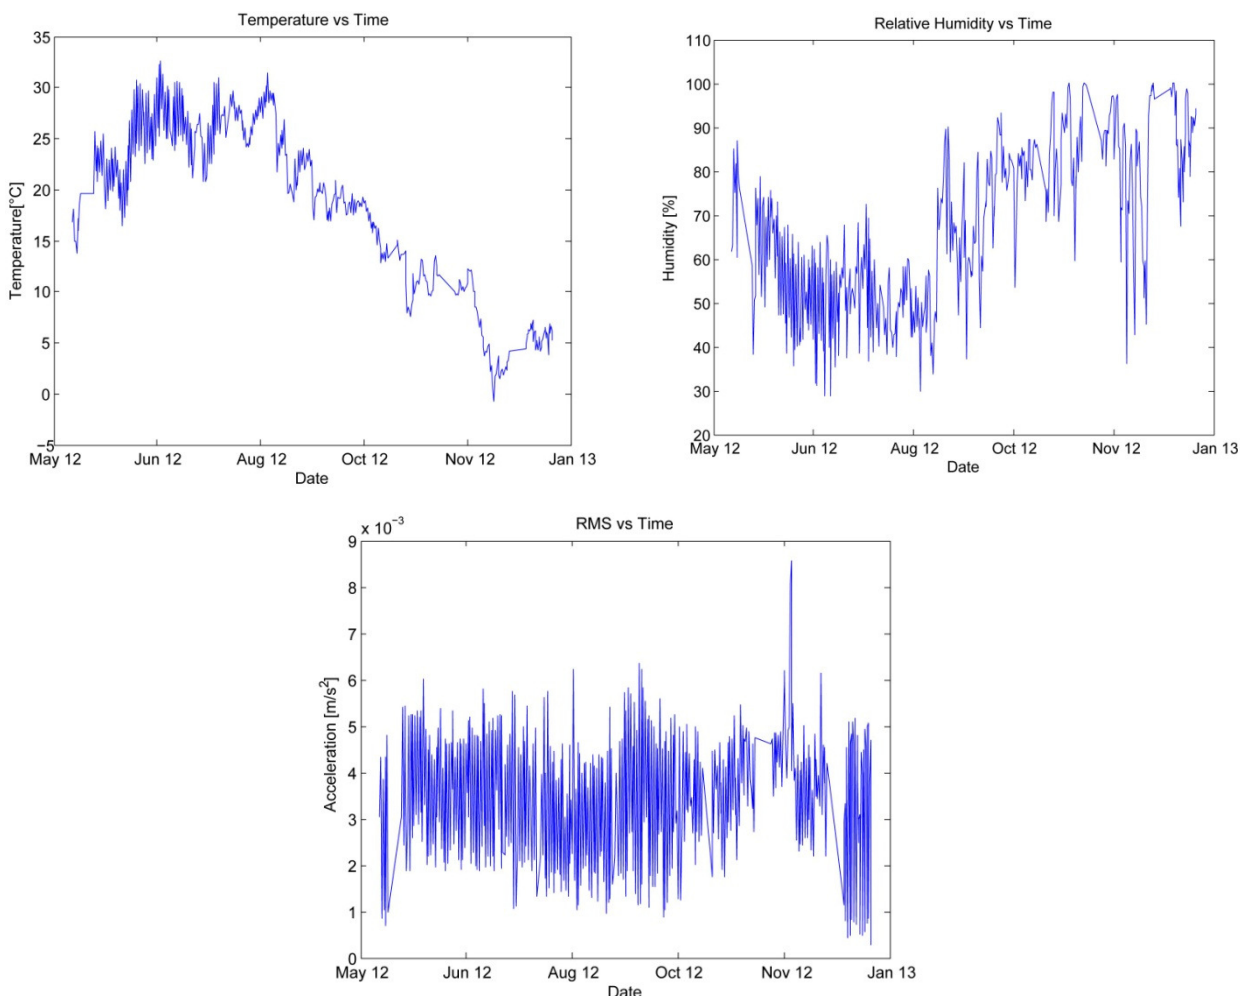 Temperature vs Time
35
30
25
20
15
10
5
0
−5
Temperature[°C]
May 12 Jun 12 Aug 12 Oct 12 Nov 12 Jan 13
Date
Relative Humidity vs Time
110
100
90
80
70
60
50
40
30
20
Humidity [%]
May 12 Jun 12 Aug 12 Oct 12 Nov 12 Jan 13
Date
RMS vs Time
x 10⁻³
9
8
7
6
5
4
3
2
1
0
Acceleration [m/s²]
May 12 Jun 12 Aug 12 Oct 12 Nov 12 Jan 13
Date